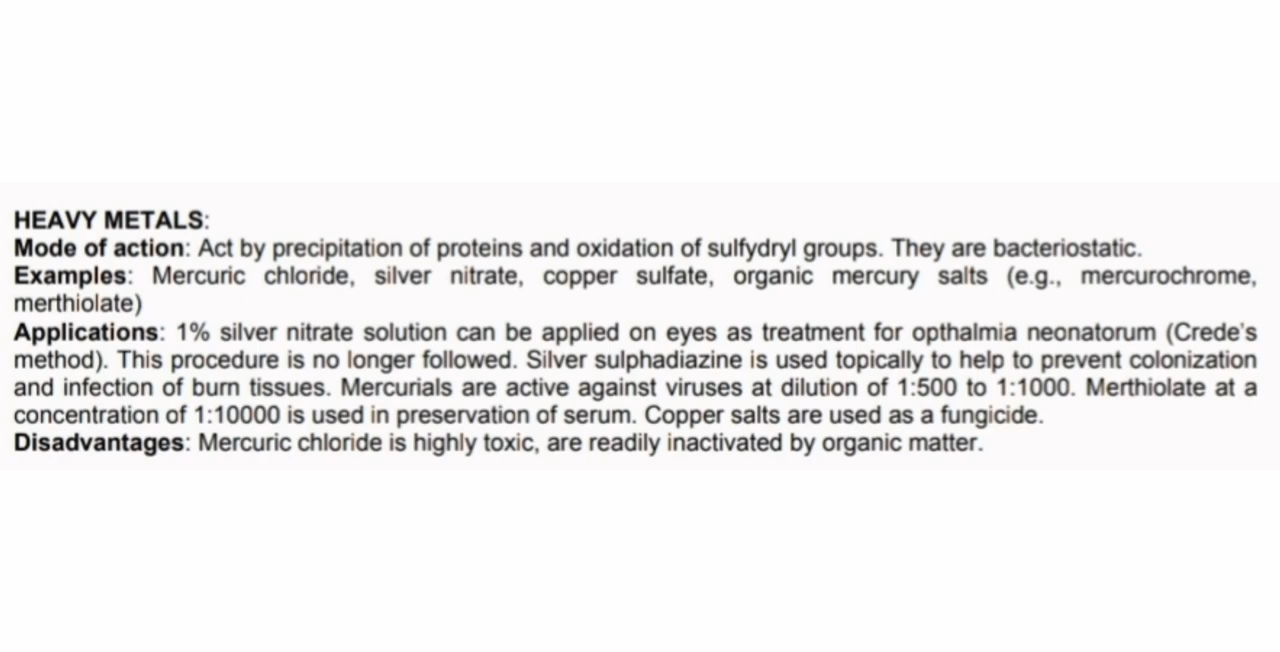 HEAVY METALS:
Mode of action: Act by precipitation of proteins and oxidation of sulfydryl groups. They are bacteriostatic.
Examples: Mercuric chloride, silver nitrate, copper sulfate, organic mercury salts (e.g., mercurochrome,
merthiolate)
Applications: 1% silver nitrate solution can be applied on eyes as treatment for opthalmia neonatorum (Crede's
method). This procedure is no longer followed. Silver sulphadiazine is used topically to help to prevent colonization
and infection of burn tissues. Mercurials are active against viruses at dilution of 1:500 to 1:1000. Merthiolate at a
concentration of 1:10000 is used in preservation of serum. Copper salts are used as a fungicide.
Disadvantages: Mercuric chloride is highly toxic, are readily inactivated by organic matter.